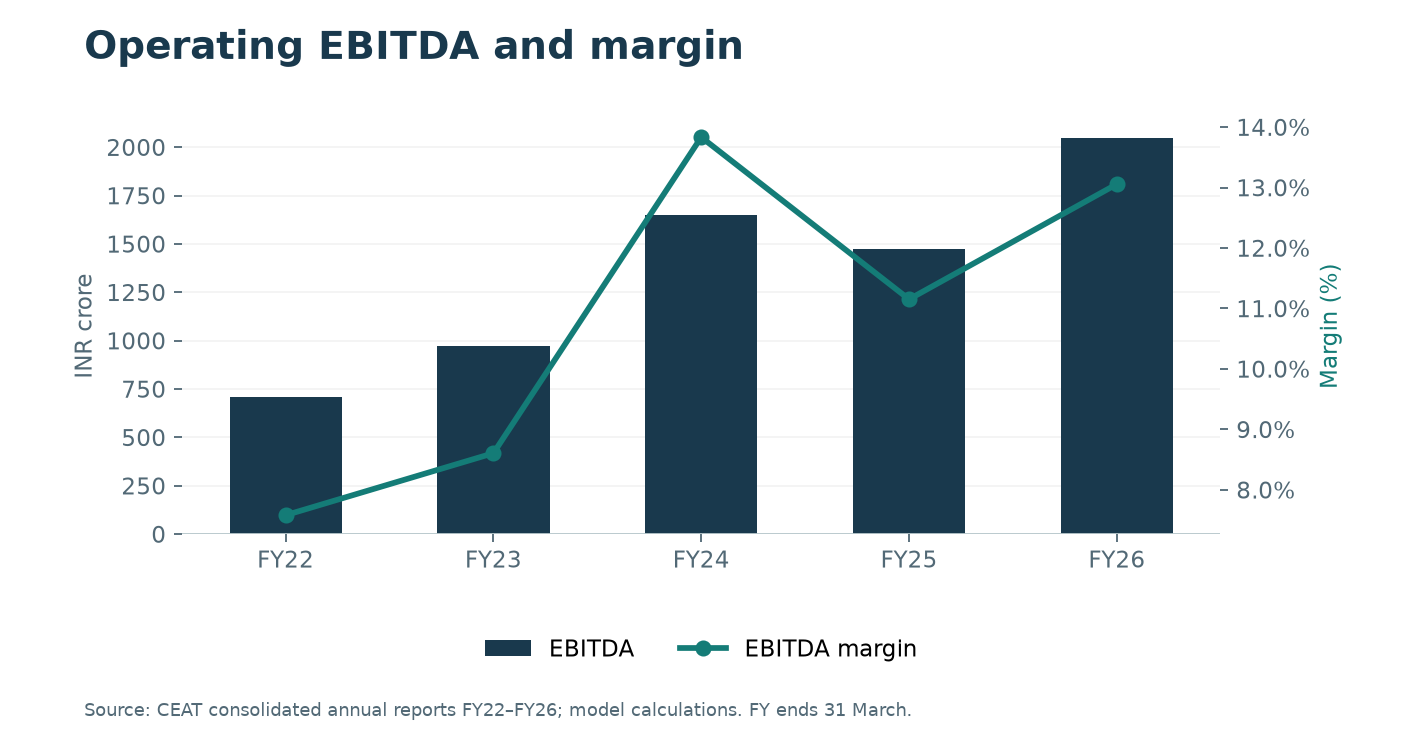 Operating EBITDA and margin
INR crore
2000
1750
1500
1250
1000
750
500
250
0
14.0%
13.0%
12.0%
11.0%
10.0%
9.0%
8.0%
Margin (%)
FY22 FY23 FY24 FY25 FY26
EBITDA EBITDA margin
Source: CEAT consolidated annual reports FY22–FY26; model calculations. FY ends 31 March.